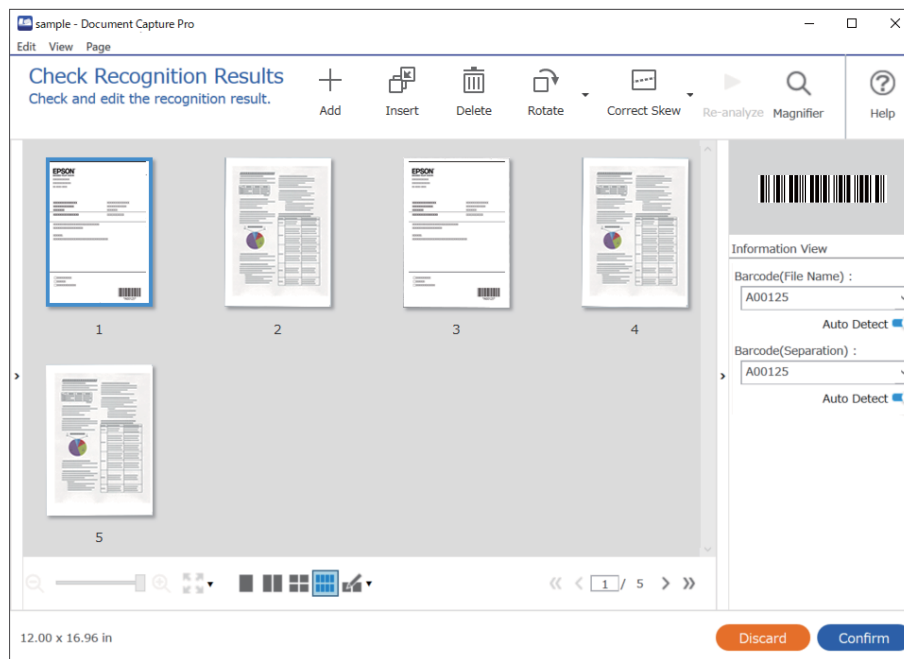 sample - Document Capture Pro
Edit View Page
Check Recognition Results
Check and edit the recognition result.
Add
Insert
Delete
Rotate
Correct Skew
Re-analyze
Magnifier
Help
EPSON
EPSON
1
2
3
4
5
Information View
Barcode(File Name) :
A00125
Auto Detect
Barcode(Separation) :
A00125
Auto Detect
1 / 5
12.00 x 16.96 in
Discard
Confirm